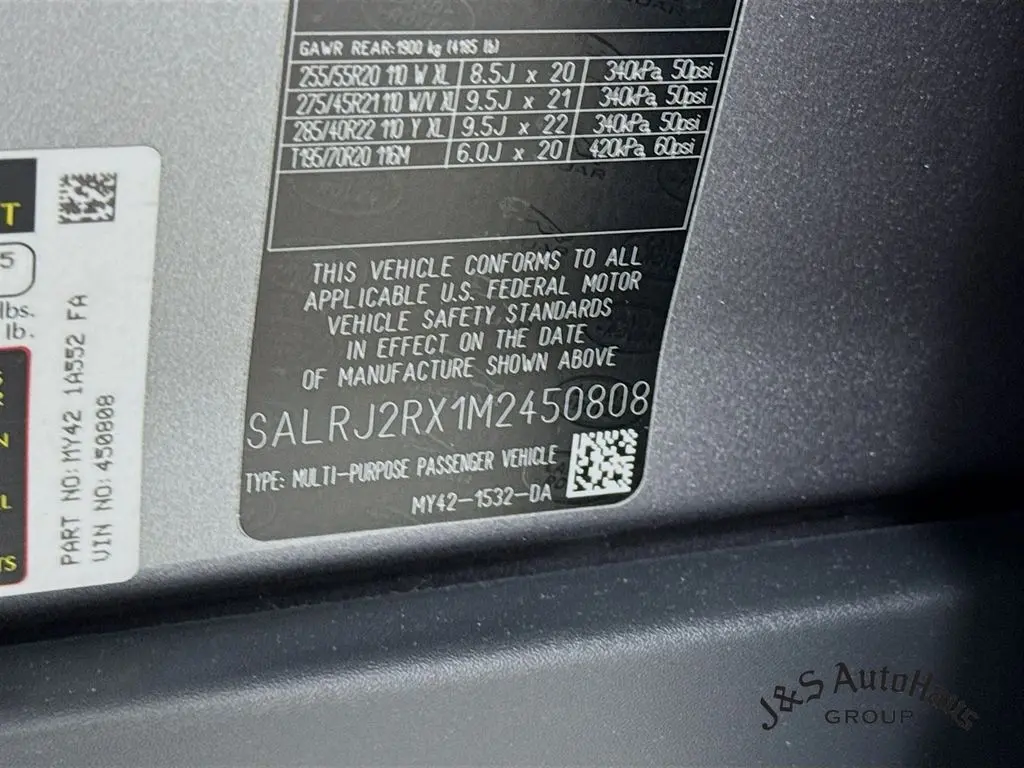 GAWR REAR:1900 kg (4185 lb)
255/55R20 110 W XL 8.5J x 20 340kPa, 50psi
275/45R21 110 W/V XL 9.5J x 21 340kPa, 50psi
285/40R22 110 Y XL 9.5J x 22 340kPa, 50psi
T195/70R20 116M 6.0J x 20 420kPa, 60psi
THIS VEHICLE CONFORMS TO ALL
APPLICABLE U.S. FEDERAL MOTOR
VEHICLE SAFETY STANDARDS
IN EFFECT ON THE DATE
OF MANUFACTURE SHOWN ABOVE
SALRJ2RX1M2450808
TYPE: MULTI-PURPOSE PASSENGER VEHICLE
MY42-1532-DA
T
5
lbs.
lb.
PART NO:MY42 1A552 FA
VIN NO:450808
J&S AutoHaus
GROUP